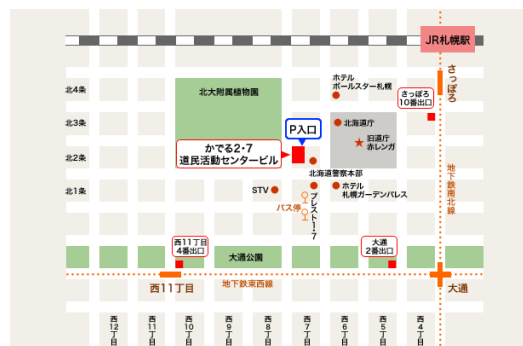 JR札幌駅
さっぽろ
ホテル
ポールスター札幌
さっぽろ
10番出口
北4条
北大附属植物園
北3条
北海道庁
P入口
旧道庁
赤レンガ
かでる2・7
道民活動センタービル
北2条
北海道警察本部
地下鉄南北線
北1条
STV
ホテル
札幌ガーデンパレス
バス停
プレスト1・7
西11丁目
4番出口
大通公園
大通
2番出口
西11丁目
地下鉄東西線
大通
西12丁目
西11丁目
西10丁目
西9丁目
西8丁目
西7丁目
西6丁目
西5丁目
西4丁目